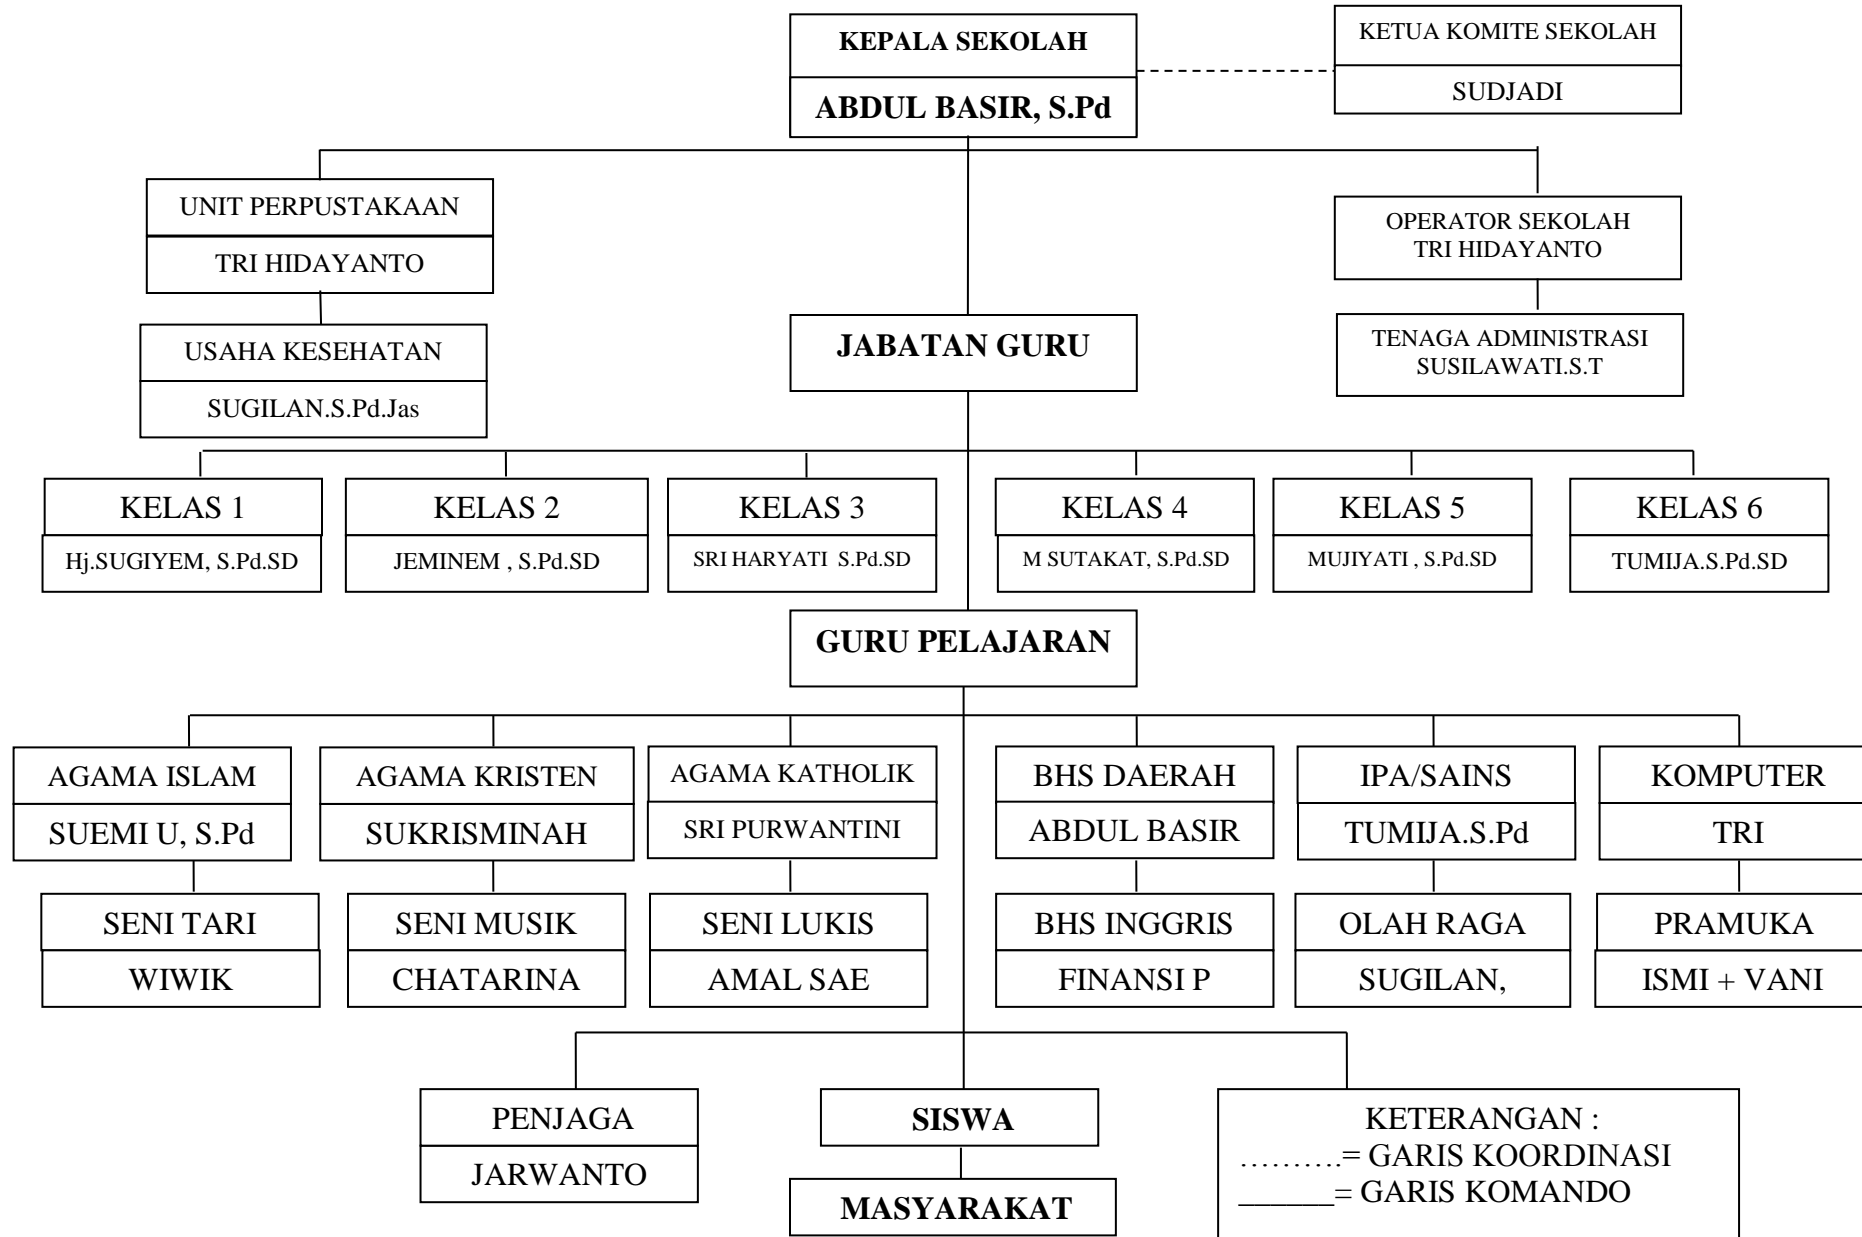 KEPALA SEKOLAH
ABDUL BASIR, S.Pd
KETUA KOMITE SEKOLAH
SUDJADI
UNIT PERPUSTAKAAN
TRI HIDAYANTO
OPERATOR SEKOLAH
TRI HIDAYANTO
USAHA KESEHATAN
SUGILAN.S.Pd.Jas
JABATAN GURU
TENAGA ADMINISTRASI
SUSILAWATI.S.T
KELAS 1
Hj.SUGIYEM, S.Pd.SD
KELAS 2
JEMINEM , S.Pd.SD
KELAS 3
SRI HARYATI  S.Pd.SD
KELAS 4
M SUTAKAT, S.Pd.SD
KELAS 5
MUJIYATI , S.Pd.SD
KELAS 6
TUMIJA.S.Pd.SD
GURU PELAJARAN
AGAMA ISLAM
SUEMI U, S.Pd
AGAMA KRISTEN
SUKRISMINAH
AGAMA KATHOLIK
SRI PURWANTINI
BHS DAERAH
ABDUL BASIR
IPA/SAINS
TUMIJA.S.Pd
KOMPUTER
TRI
SENI TARI
WIWIK
SENI MUSIK
CHATARINA
SENI LUKIS
AMAL SAE
BHS INGGRIS
FINANSI P
OLAH RAGA
SUGILAN,
PRAMUKA
ISMI + VANI
PENJAGA
JARWANTO
SISWA
MASYARAKAT
KETERANGAN :
……….= GARIS KOORDINASI
______= GARIS KOMANDO